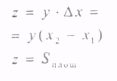 z = y · Δx =
= y(x₂ − x₁)
z = S